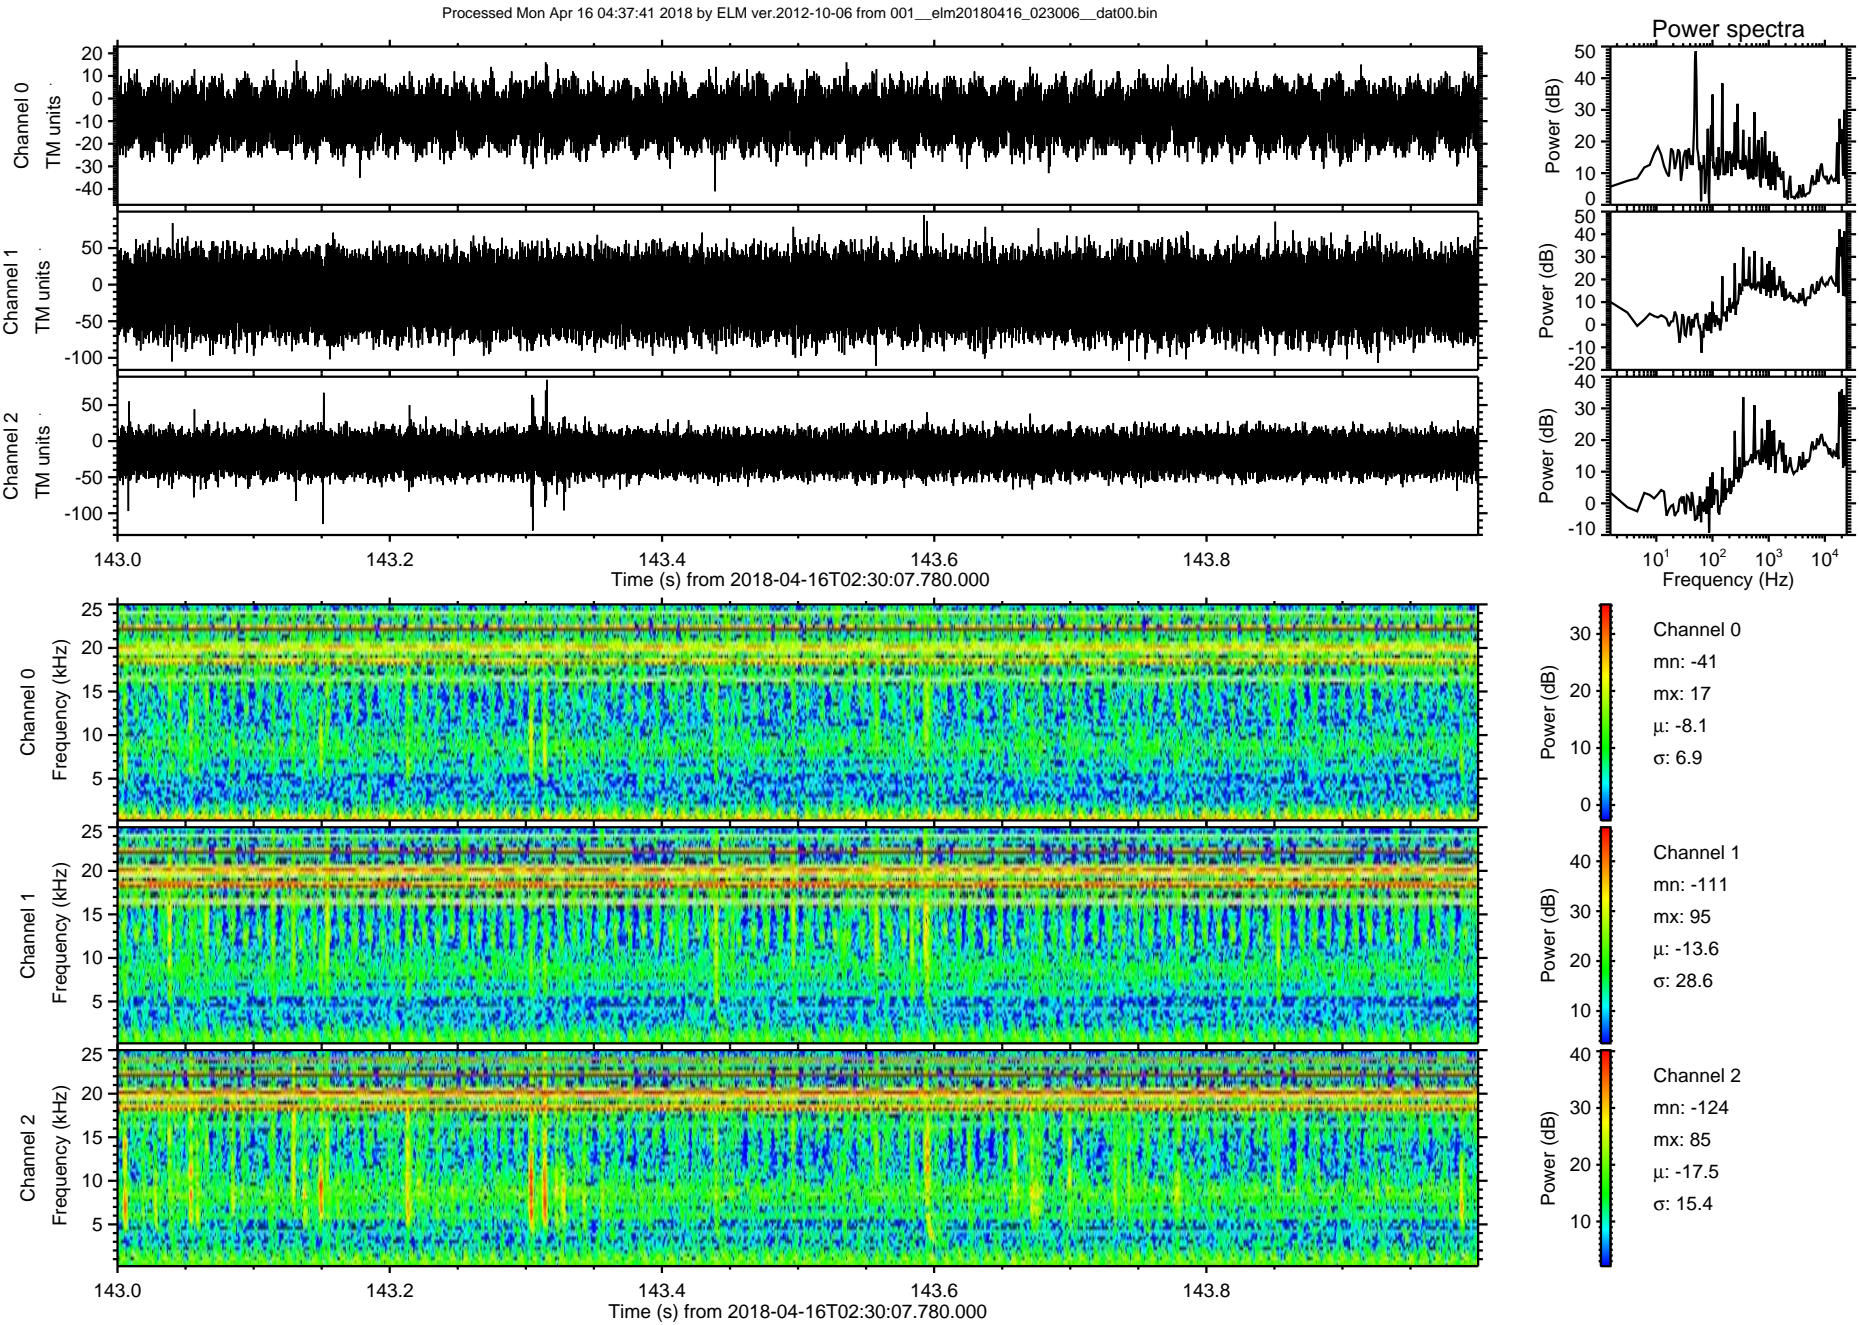 Processed Mon Apr 16 04:37:41 2018 by ELM ver.2012-10-06 from 001__elm20180416_023006__dat00.bin
Power spectra
Channel 0
TM units
20
10
0
-10
-20
-30
-40
Power (dB)
50
40
30
20
10
0
Channel 1
TM units
50
0
-50
-100
Power (dB)
50
40
30
20
10
0
-10
-20
Channel 2
TM units
50
0
-50
-100
Power (dB)
40
30
20
10
0
-10
143.0 143.2 143.4 143.6 143.8
Time (s) from 2018-04-16T02:30:07.780.000
10^1 10^2 10^3 10^4
Frequency (Hz)
Channel 0
Frequency (kHz)
25
20
15
10
5
Power (dB)
30
20
10
0
Channel 0
mn: -41
mx: 17
µ: -8.1
σ: 6.9
Channel 1
Frequency (kHz)
25
20
15
10
5
Power (dB)
40
30
20
10
Channel 1
mn: -111
mx: 95
µ: -13.6
σ: 28.6
Channel 2
Frequency (kHz)
25
20
15
10
5
Power (dB)
40
30
20
10
Channel 2
mn: -124
mx: 85
µ: -17.5
σ: 15.4
143.0 143.2 143.4 143.6 143.8
Time (s) from 2018-04-16T02:30:07.780.000